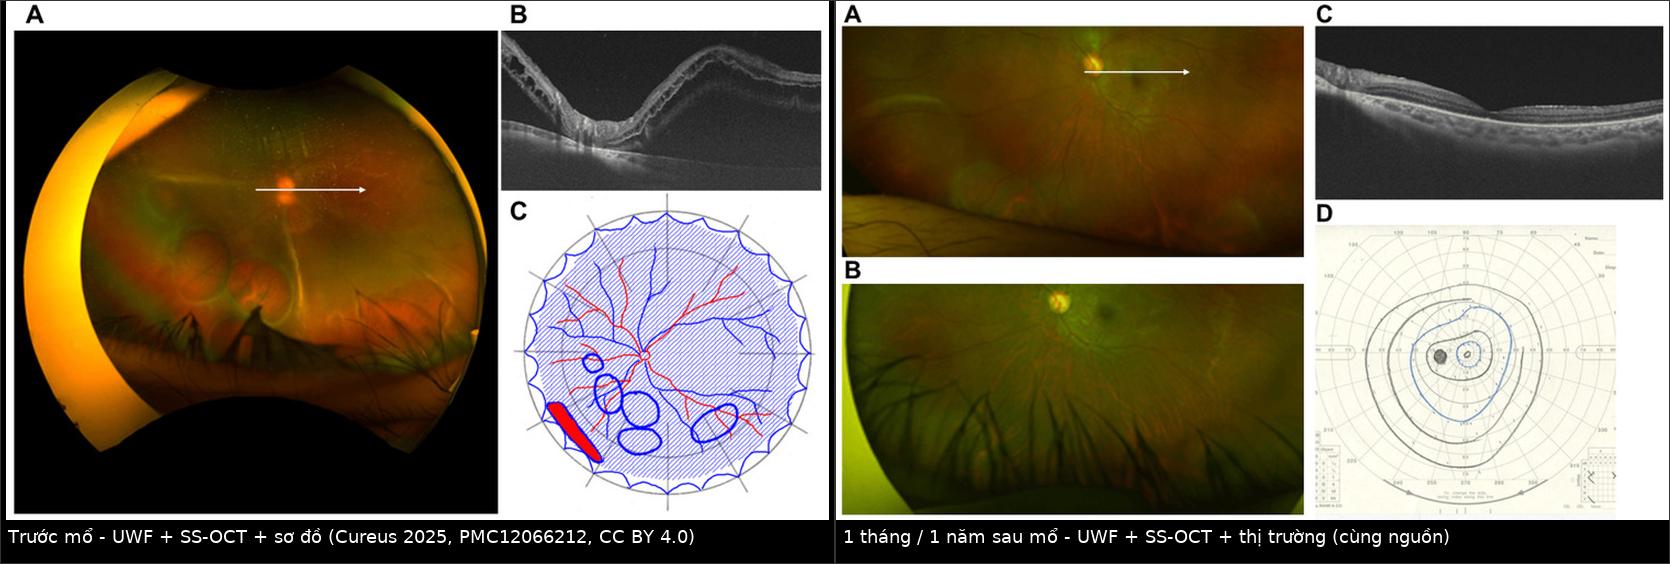 A
B
C
Trước mổ - UWF + SS-OCT + sơ đồ (Cureus 2025, PMC12066212, CC BY 4.0)
A
B
C
D
1 tháng / 1 năm sau mổ - UWF + SS-OCT + thị trường (cùng nguồn)